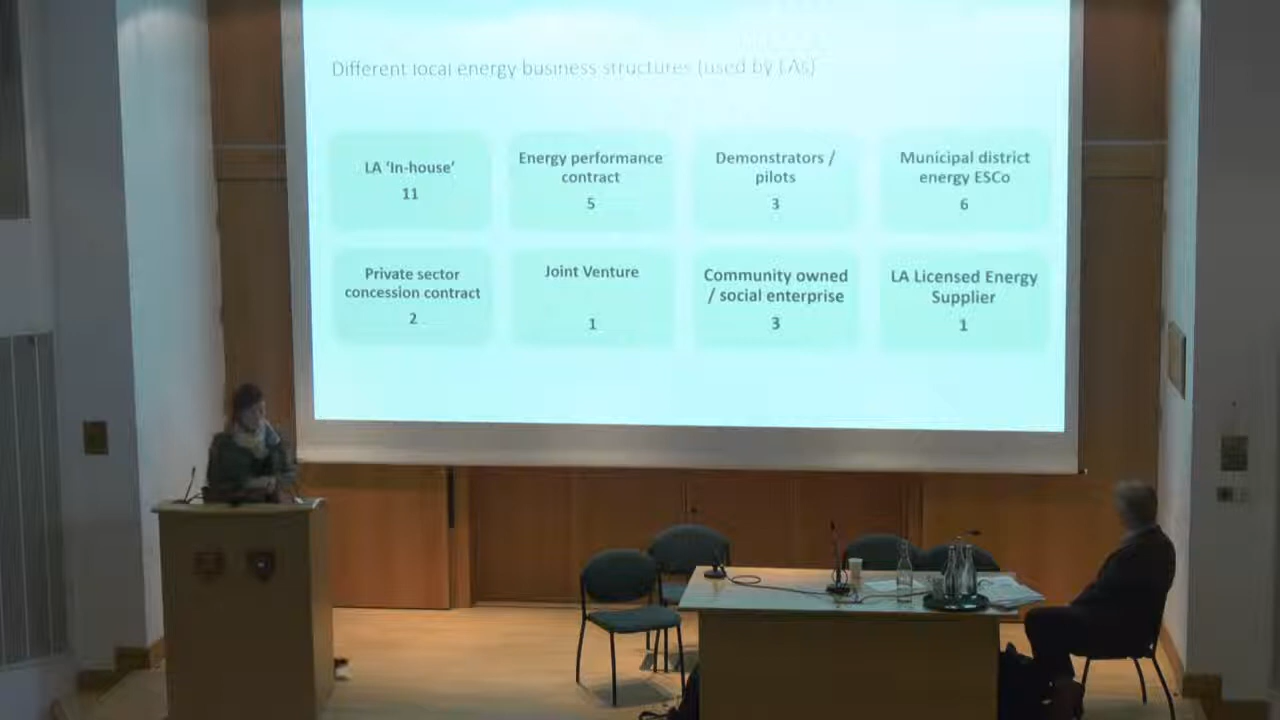 Different local energy business structures (used by LAs)
LA 'In-house'
11
Energy performance
contract
5
Demonstrators /
pilots
3
Municipal district
energy ESCo
6
Private sector
concession contract
2
Joint Venture
1
Community owned
/ social enterprise
3
LA Licensed Energy
Supplier
1